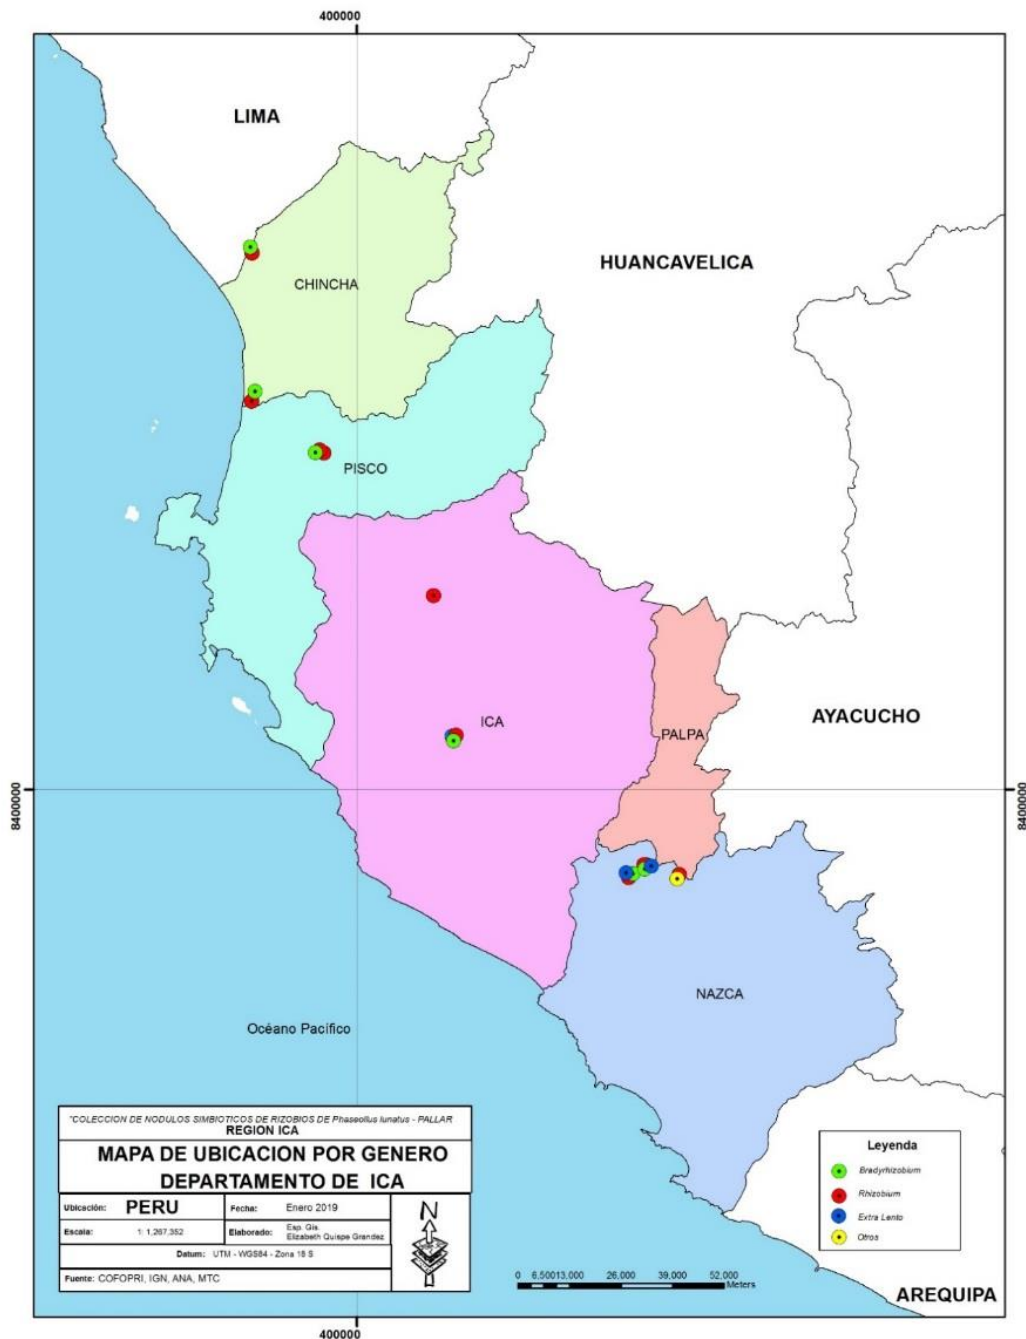 400000
LIMA
HUANCAVELICA
CHINCHA
PISCO
ICA
PALPA
AYACUCHO
8400000
8400000
NAZCA
Océano Pacífico
"COLECCION DE NODULOS SIMBIOTICOS DE RIZOBIOS DE Phaseollus lunatus - PALLAR
REGION ICA
MAPA DE UBICACION POR GENERO
DEPARTAMENTO DE ICA
Ubicación: PERU
Fecha: Enero 2019
Escala: 1: 1,267,352
Elaborado: Esp. Gis.
Elizabeth Quispe Grandez
Datum: UTM - WGS84 - Zona 18 S
Fuente: COFOPRI, IGN, ANA, MTC
N
Leyenda
Bradyrhizobium
Rhizobium
Extra Lento
Otros
0 6,50013,000 26,000 39,000 52,000
Meters
AREQUIPA
400000